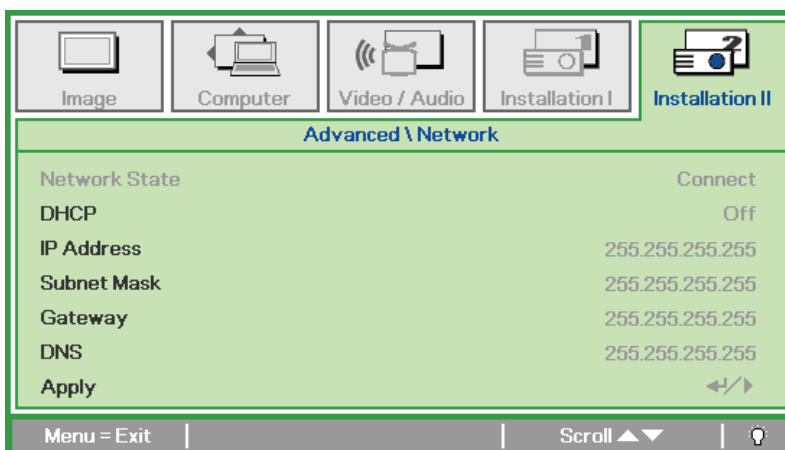 Image Computer Video / Audio Installation I Installation II
Advanced \ Network
Network State Connect
DHCP Off
IP Address 255.255.255.255
Subnet Mask 255.255.255.255
Gateway 255.255.255.255
DNS 255.255.255.255
Apply
Menu = Exit Scroll